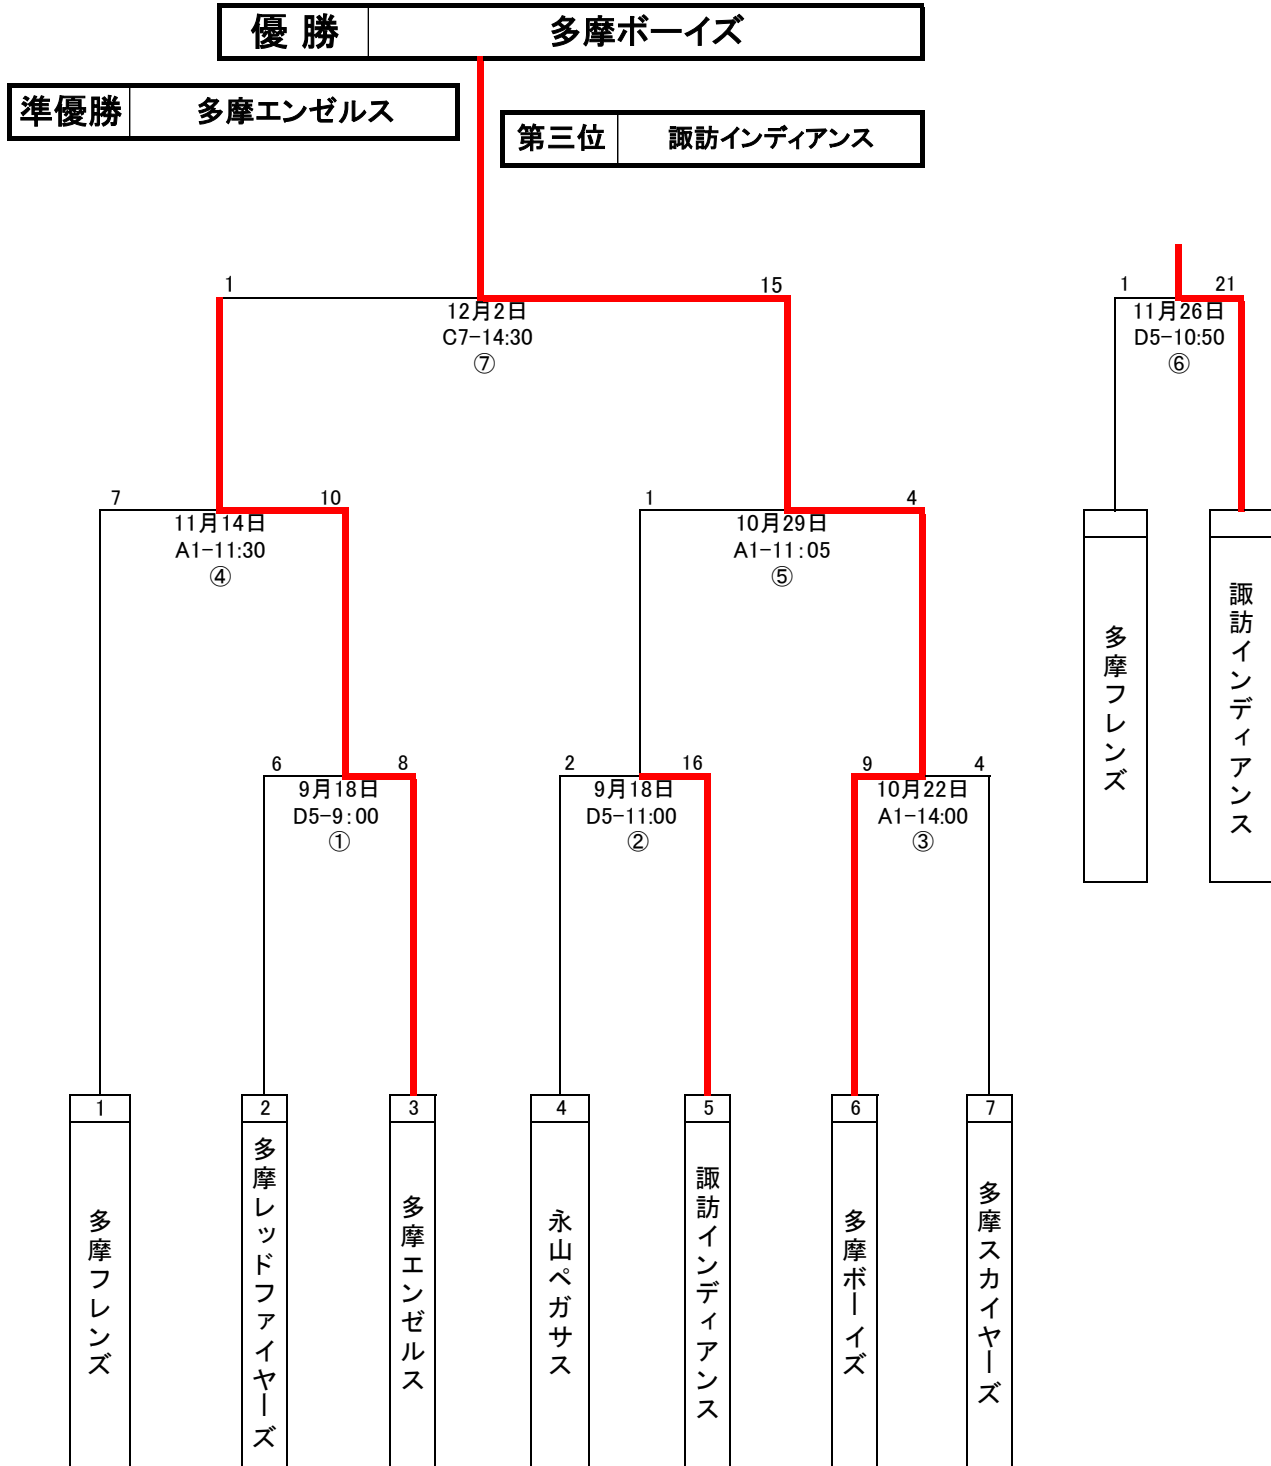 優 勝 多摩ボーイズ
準優勝 多摩エンゼルス
第三位 諏訪インディアンス
1 15
12月2日
C7-14:30
⑦
1 21
11月26日
D5-10:50
⑥
7 10
11月14日
A1-11:30
④
1 4
10月29日
A1-11:05
⑤
多摩フレンズ
諏訪インディアンス
6 8
9月18日
D5-9:00
①
2 16
9月18日
D5-11:00
②
9 4
10月22日
A1-14:00
③
1
多摩フレンズ
2
多摩レッドファイヤーズ
3
多摩エンゼルス
4
永山ペガサス
5
諏訪インディアンス
6
多摩ボーイズ
7
多摩スカイヤーズ